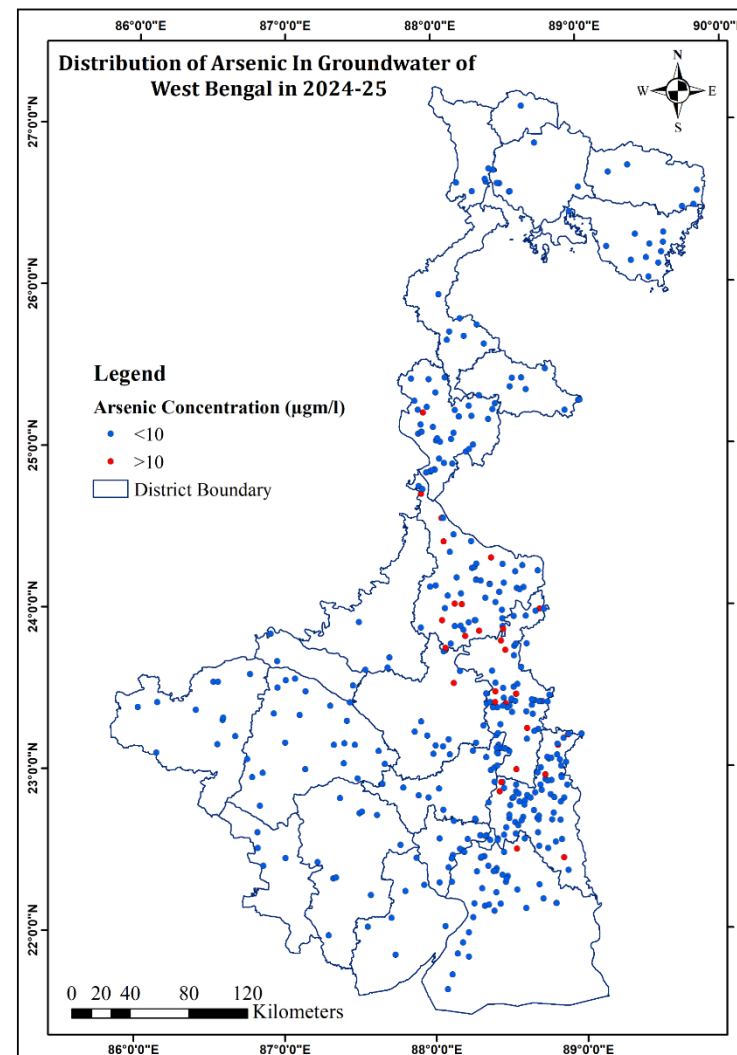 86°0'0"E 87°0'0"E 88°0'0"E 89°0'0"E 90°0'0"E
Distribution of Arsenic In Groundwater of
West Bengal in 2024-25
N
W E
S
27°0'0"N
26°0'0"N
25°0'0"N
24°0'0"N
23°0'0"N
22°0'0"N
Legend
Arsenic Concentration (µgm/l)
<10
>10
District Boundary
0 20 40 80 120
Kilometers
86°0'0"E 87°0'0"E 88°0'0"E 89°0'0"E